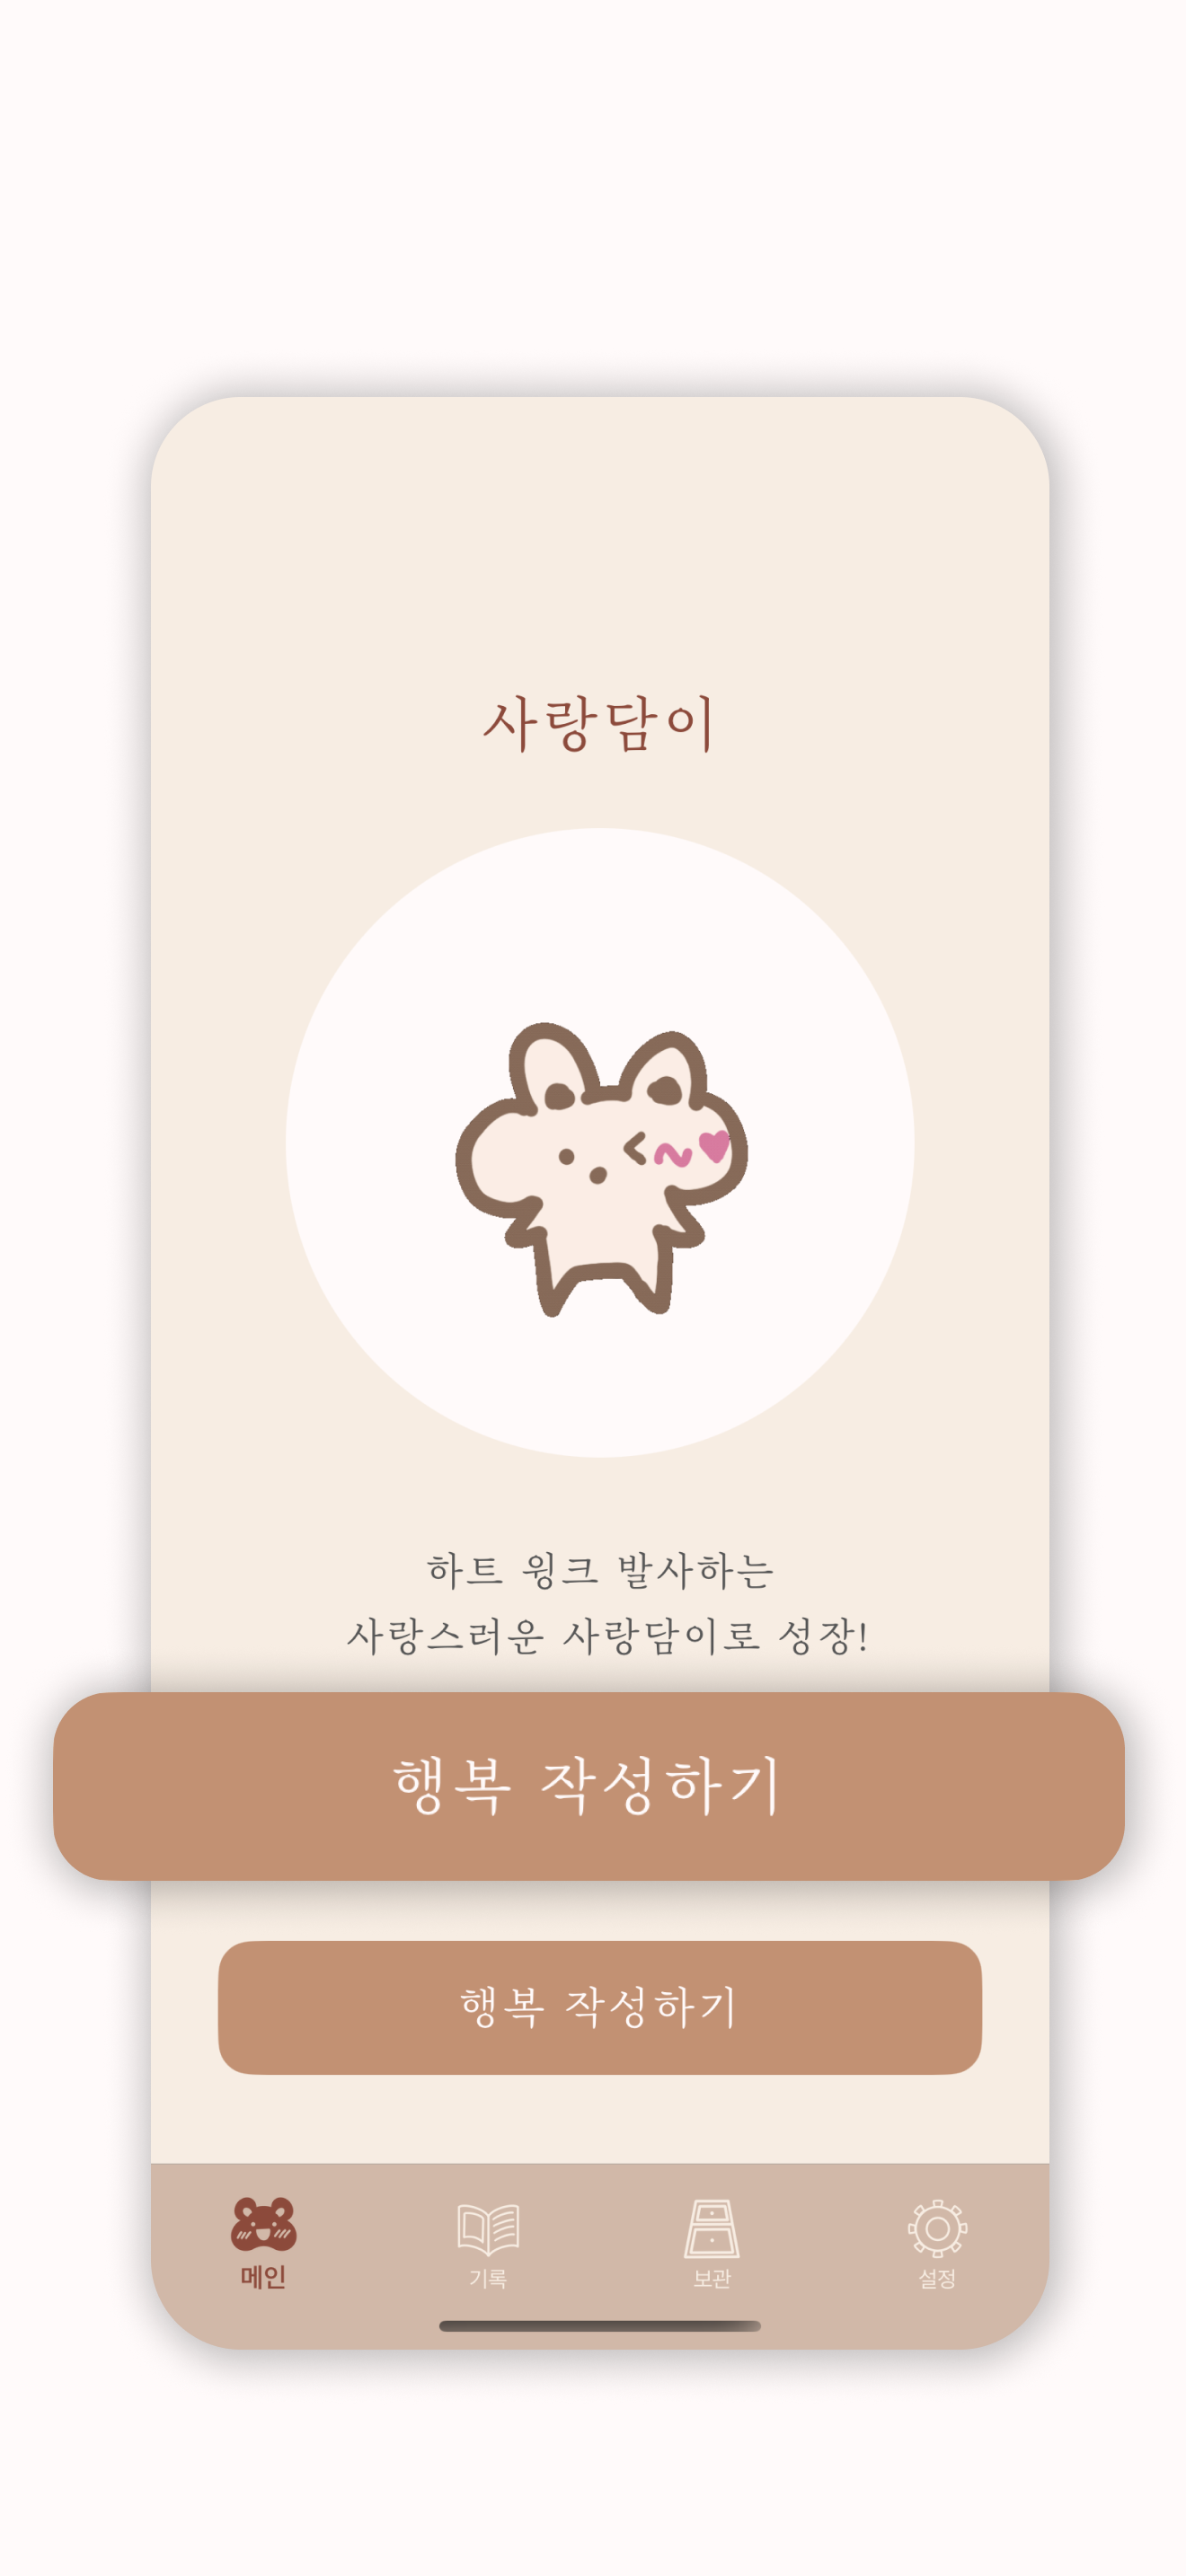 사랑담이
하트 윙크 발사하는
사랑스러운 사랑담이로 성장!
행복 작성하기
행복 작성하기
메인
기록
보관
설정